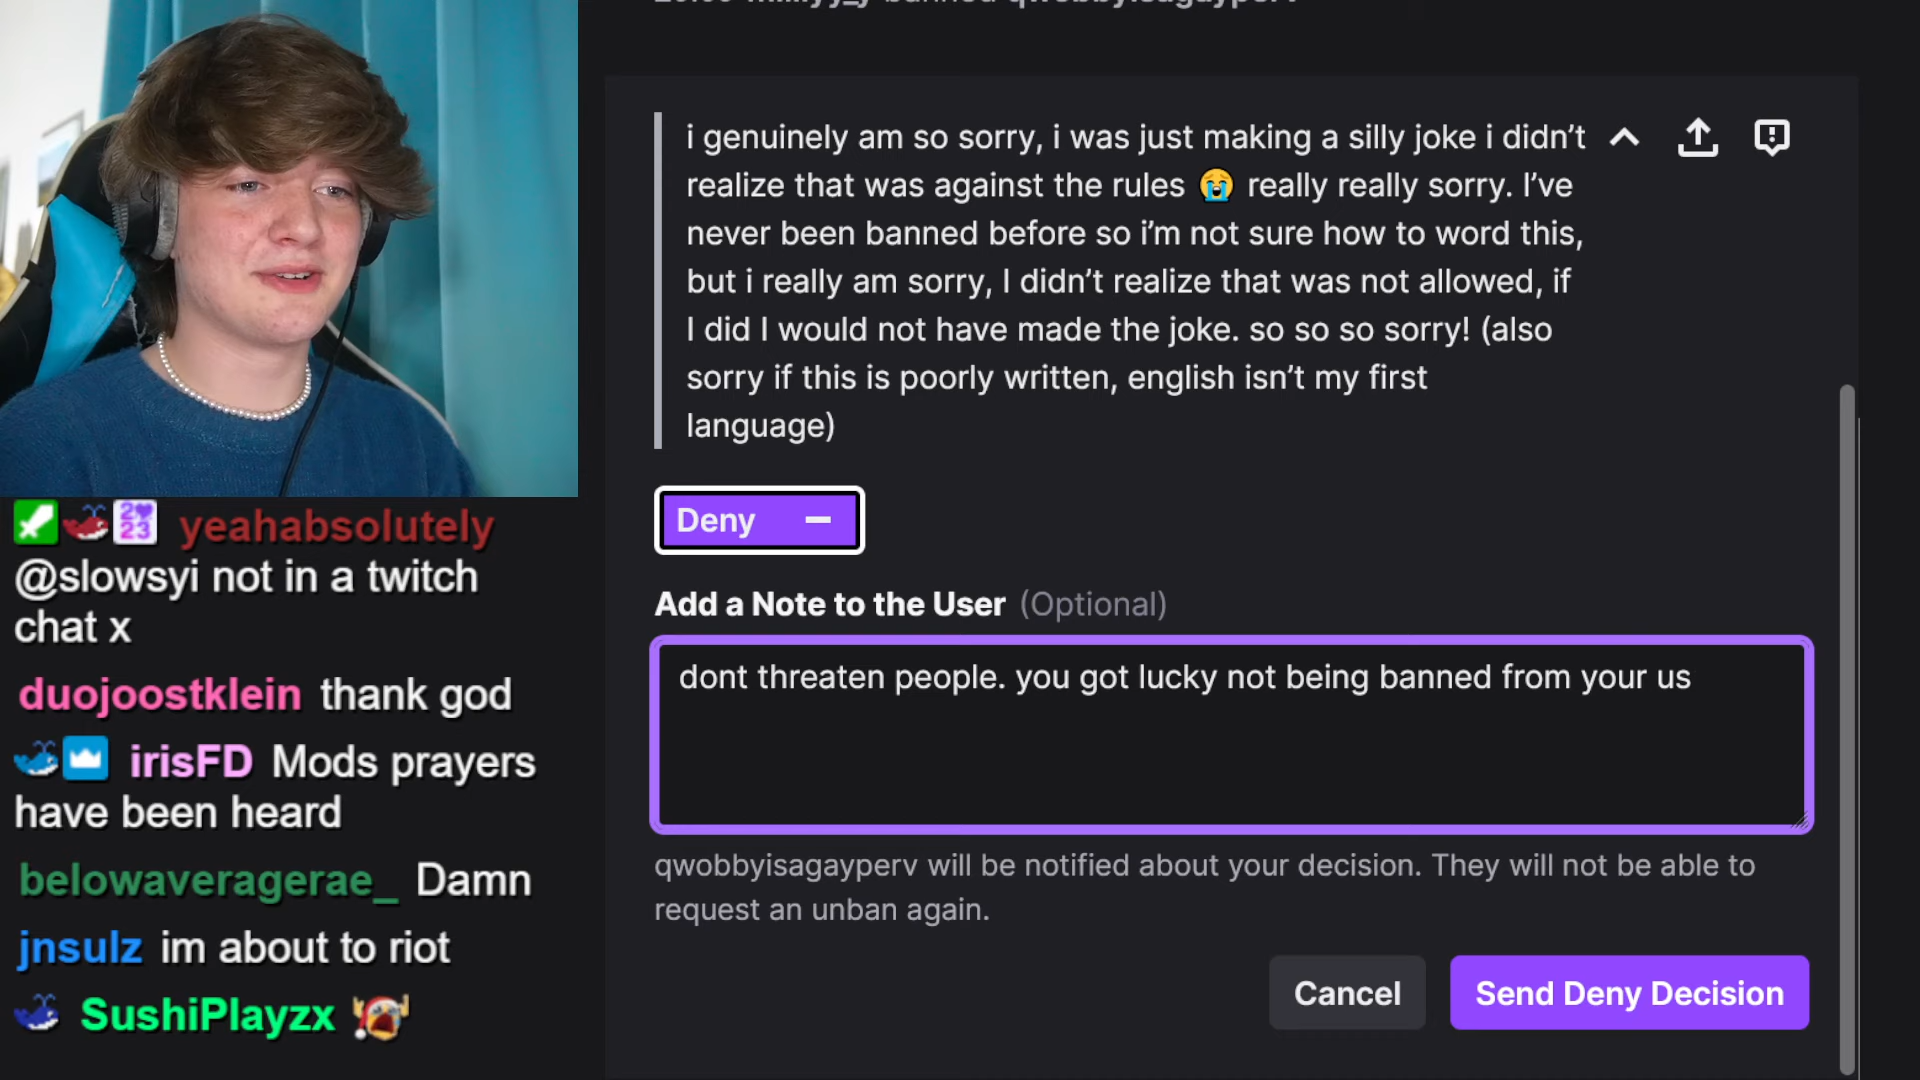 i genuinely am so sorry, i was just making a silly joke i didn’t
realize that was against the rules 😭 really really sorry. I’ve
never been banned before so i’m not sure how to word this,
but i really am sorry, I didn’t realize that was not allowed, if
I did I would not have made the joke. so so so sorry! (also
sorry if this is poorly written, english isn’t my first
language)
Deny
Add a Note to the User (Optional)
dont threaten people. you got lucky not being banned from your us
qwobbyisagayperv will be notified about your decision. They will not be able to
request an unban again.
Cancel
Send Deny Decision
yeahabsolutely
@slowsyi not in a twitch
chat x
duojoostklein thank god
irisFD Mods prayers
have been heard
belowaveragerae_ Damn
jnsulz im about to riot
SushiPlayzx